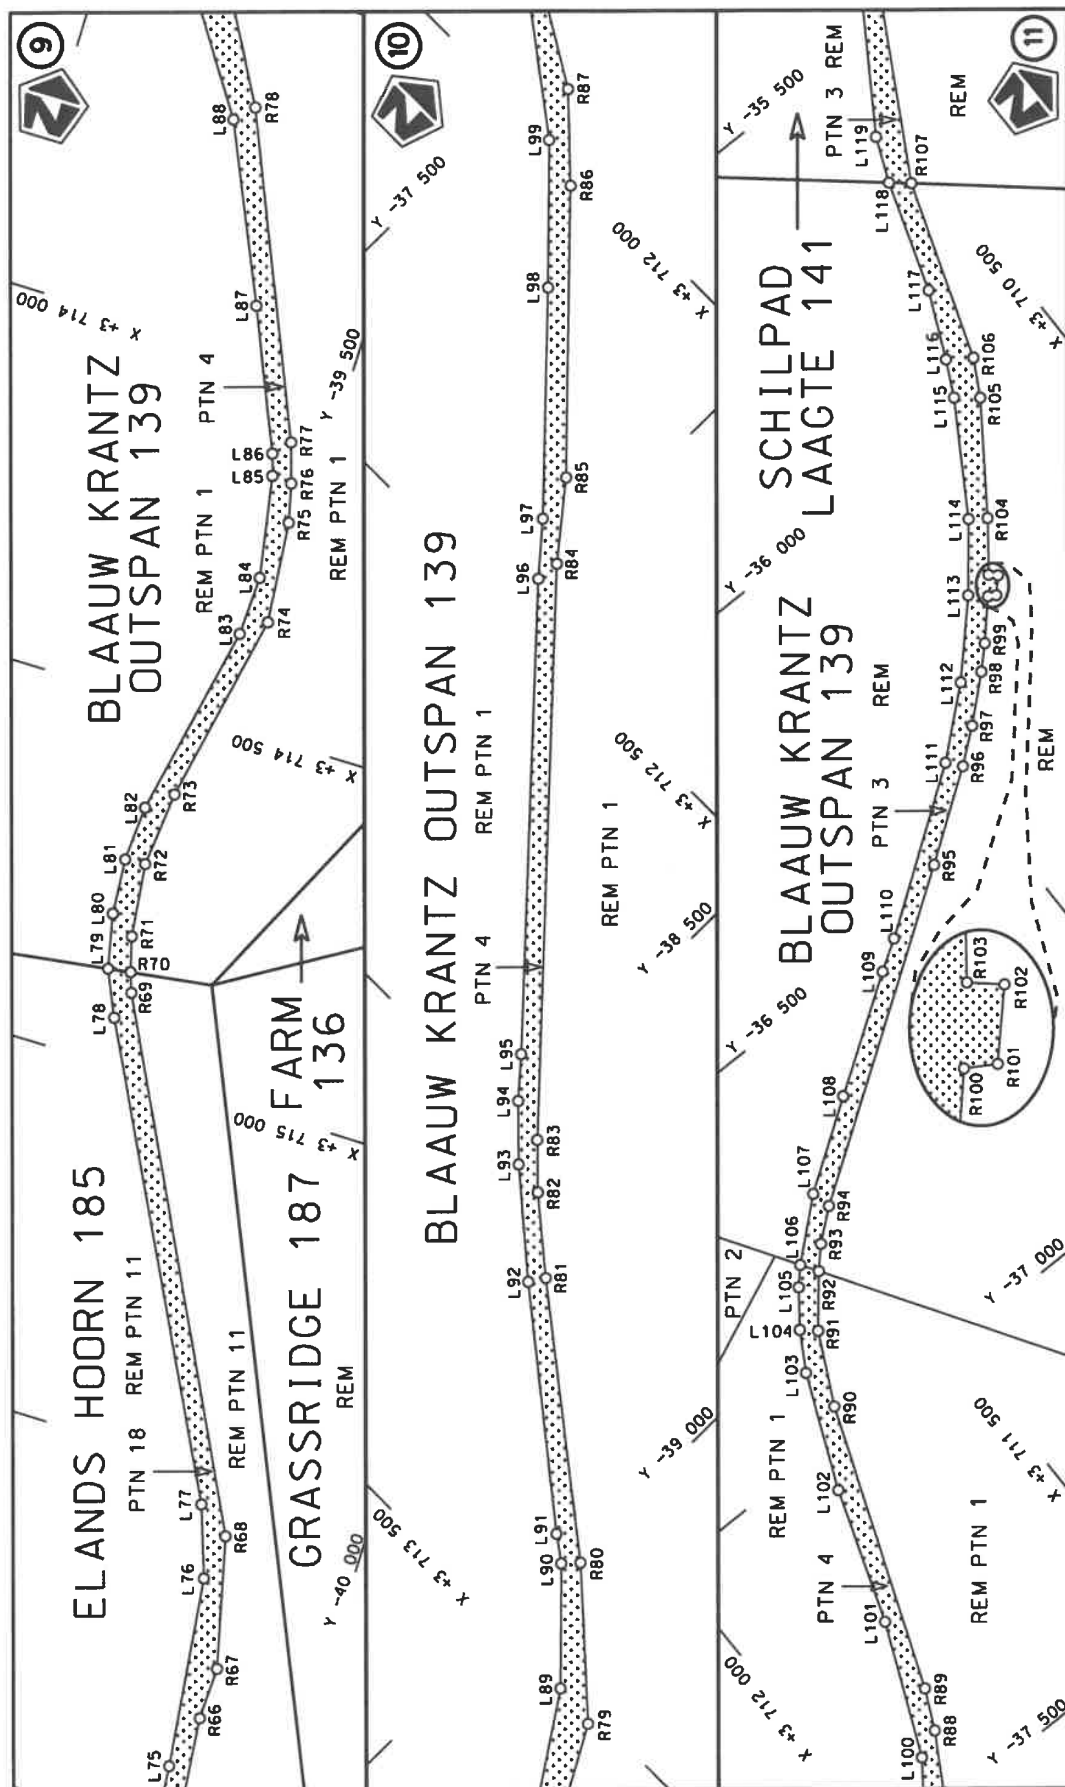 9
N
ELANDS HOORN 185
PTN 18
REM PTN 11
REM PTN 11
GRASSRIDGE 187
REM
FARM
136
BLAAUW KRANTZ
OUTSPAN 139
REM PTN 1
PTN 4
REM PTN 1
X +3 714 000
X +3 714 500
X +3 715 000
Y -39 500
Y -40 000
L75
L76
L77
L78
L79
L80
L81
L82
L83
L84
L85
L86
L87
L88
R66
R67
R68
R69
R70
R71
R72
R73
R74
R75
R76
R77
R78
10
N
BLAAUW KRANTZ OUTSPAN 139
PTN 4
REM PTN 1
REM PTN 1
Y -37 500
X +3 712 000
X +3 712 500
Y -38 500
Y -39 000
X +3 713 500
L89
L90
L91
L92
L93
L94
L95
L96
L97
L98
L99
R79
R80
R81
R82
R83
R84
R85
R86
R87
11
N
SCHILPAD
LAAGTE 141
PTN 3 REM
REM
BLAAUW KRANTZ
OUTSPAN 139
PTN 3
REM
REM
PTN 2
REM PTN 1
PTN 4
REM PTN 1
Y -35 500
X +3 710 500
Y -36 000
Y -36 500
Y -37 000
X +3 711 500
X +3 712 000
Y -37 500
L100
L101
L102
L103
L104
L105
L106
L107
L108
L109
L110
L111
L112
L113
L114
L115
L116
L117
L118
L119
R88
R89
R90
R91
R92
R93
R94
R95
R96
R97
R98
R99
R100
R101
R102
R103
R104
R105
R106
R107